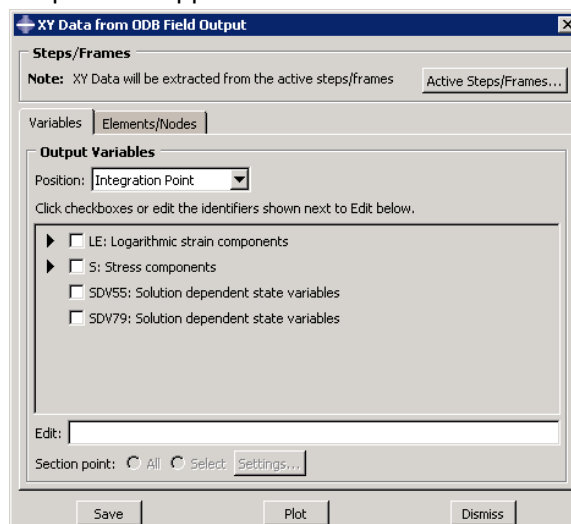 XY Data from ODB Field Output
Steps/Frames
Note: XY Data will be extracted from the active steps/frames
Active Steps/Frames...
Variables
Elements/Nodes
Output Variables
Position: Integration Point
Click checkboxes or edit the identifiers shown next to Edit below.
LE: Logarithmic strain components
S: Stress components
SDV55: Solution dependent state variables
SDV79: Solution dependent state variables
Edit:
Section point: All Select Settings...
Save Plot Dismiss